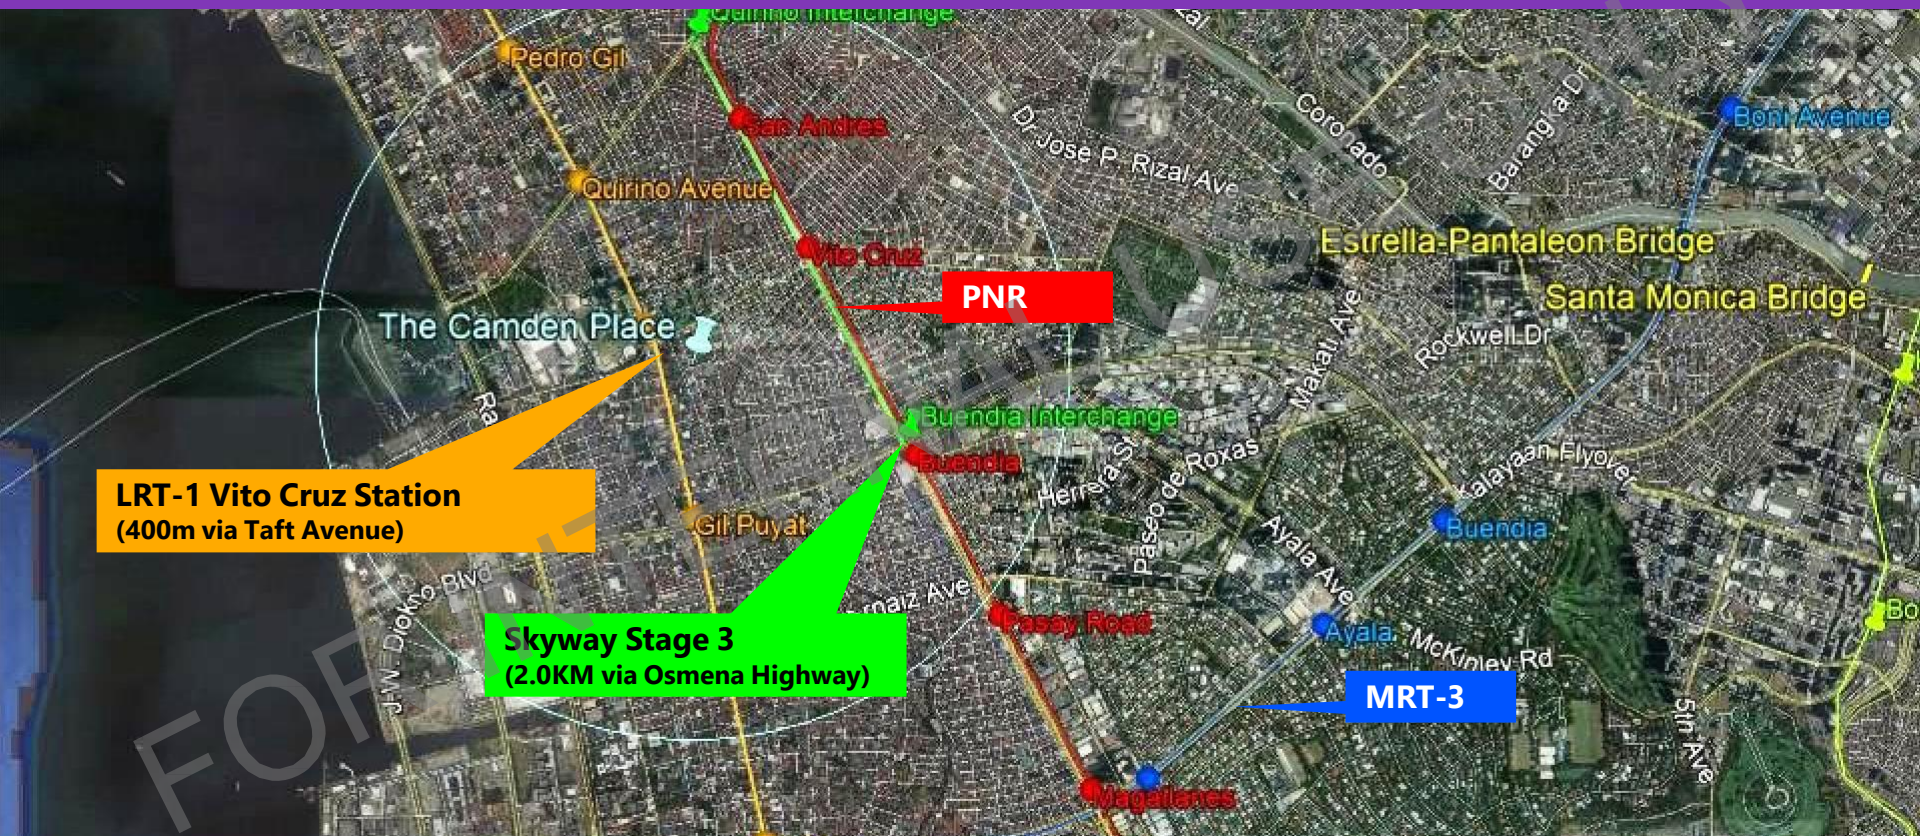 Quirino Interchange
Pedro Gil
San Andres
Boni Avenue
Coronado
Dr Jose P. Rizal Ave
Quirino Avenue
Vito Cruz
Estrella-Pantaleon Bridge
PNR
Santa Monica Bridge
The Camden Place
Makati Ave
Rockwell Dr
Buendia Interchange
Buendia
Herrera St
Paseo de Roxas
Kalayaan Flyover
LRT-1 Vito Cruz Station
(400m via Taft Avenue)
Gil Puyat
Buendia
Ayala Ave
J.W. Diokno Blvd
Skyway Stage 3
(2.0KM via Osmena Highway)
Pasay Road
Ayala
McKinley Rd
MRT-3
5th Ave
Magallanes
FOR